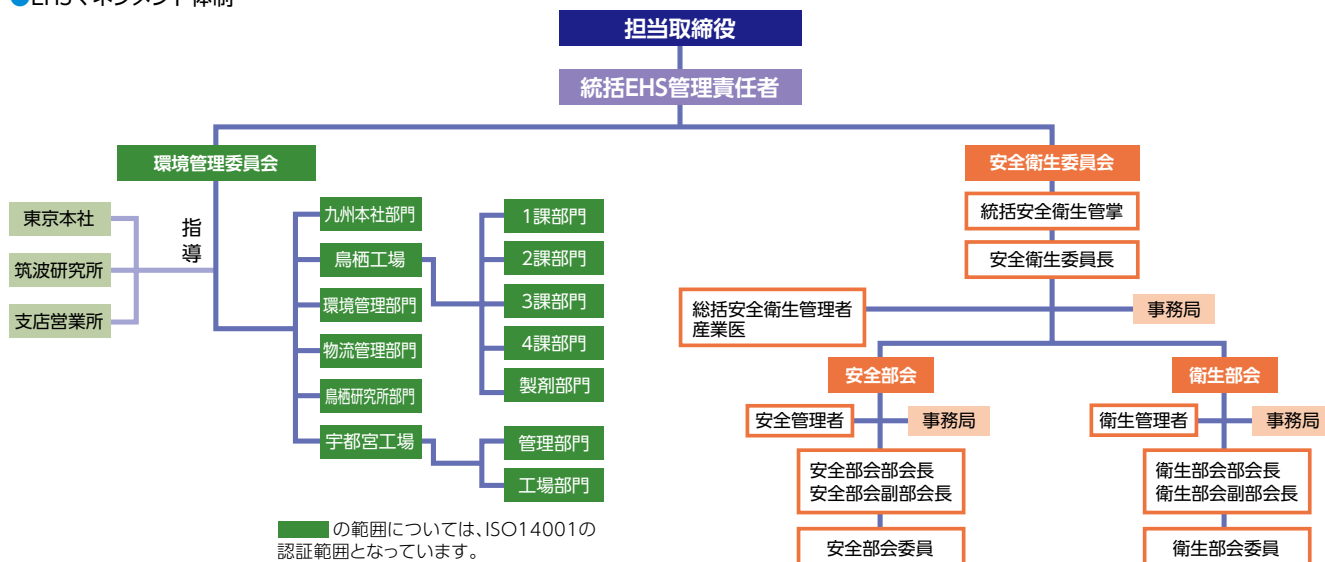 ●EHSマネジメント体制
担当取締役
統括EHS管理責任者
環境管理委員会
東京本社
筑波研究所
支店営業所
指導
九州本社部門
鳥栖工場
環境管理部門
物流管理部門
鳥栖研究所部門
宇都宮工場
1課部門
2課部門
3課部門
4課部門
製剤部門
管理部門
工場部門
の範囲については、ISO14001の
認証範囲となっています。
安全衛生委員会
統括安全衛生管掌
安全衛生委員長
総括安全衛生管理者
産業医
事務局
安全部会
安全管理者
事務局
安全部会部会長
安全部会副部会長
安全部会委員
衛生部会
衛生管理者
事務局
衛生部会部会長
衛生部会副部会長
衛生部会委員